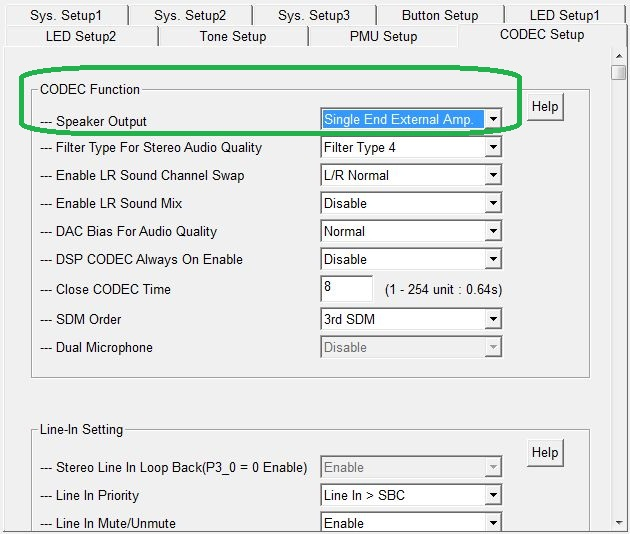 Sys. Setup1 Sys. Setup2 Sys. Setup3 Button Setup LED Setup1
LED Setup2 Tone Setup PMU Setup CODEC Setup
CODEC Function
--- Speaker Output Single End External Amp. Help
--- Filter Type For Stereo Audio Quality Filter Type 4
--- Enable LR Sound Channel Swap L/R Normal
--- Enable LR Sound Mix Disable
--- DAC Bias For Audio Quality Normal
--- DSP CODEC Always On Enable Disable
--- Close CODEC Time 8 (1 - 254 unit : 0.64s)
--- SDM Order 3rd SDM
--- Dual Microphone Disable
Line-In Setting
Help
--- Stereo Line In Loop Back(P3_0 = 0 Enable) Enable
--- Line In Priority Line In > SBC
--- Line In Mute/Unmute Enable